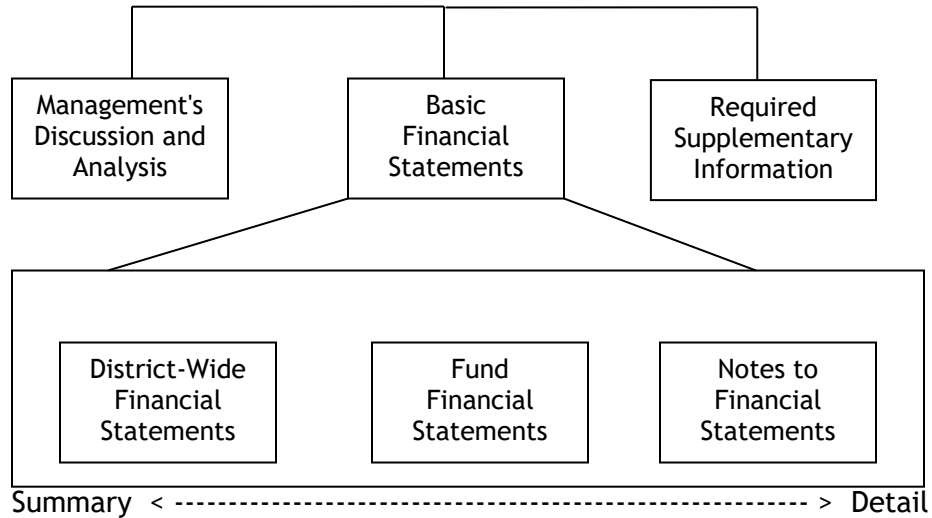 Management's
Discussion and
Analysis
Basic
Financial
Statements
Required
Supplementary
Information
District-Wide
Financial
Statements
Fund
Financial
Statements
Notes to
Financial
Statements
Summary < ------------------------------------------------------------- > Detail